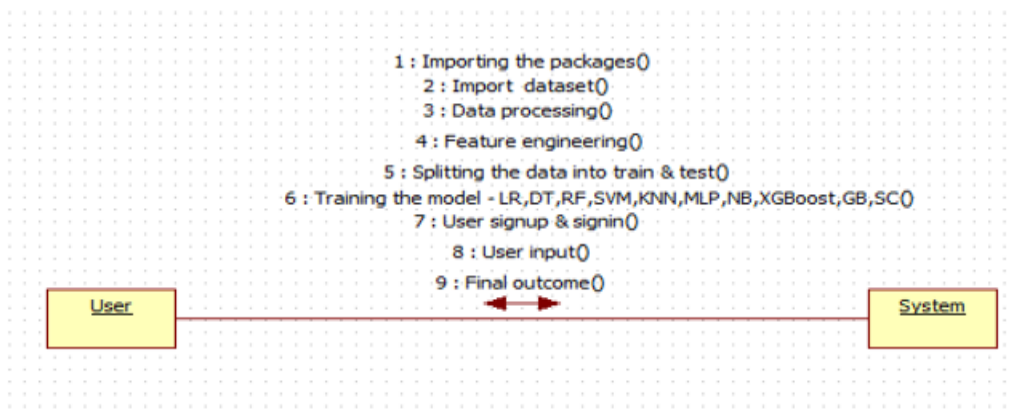 1 : Importing the packages()
2 : Import dataset()
3 : Data processing()
4 : Feature engineering()
5 : Splitting the data into train & test()
6 : Training the model - LR,DT,RF,SVM,KNN,MLP,NB,XGBoost,GB,SC()
7 : User signup & signin()
8 : User input()
9 : Final outcome()
User
System